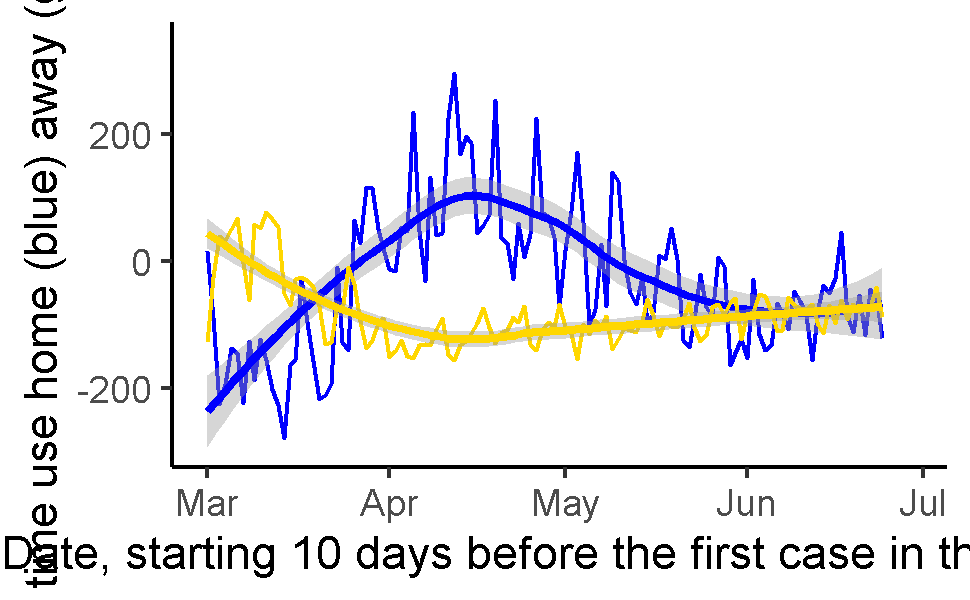 time use home (blue) away (
200
0
-200
Mar Apr May Jun Jul
Date, starting 10 days before the first case in th